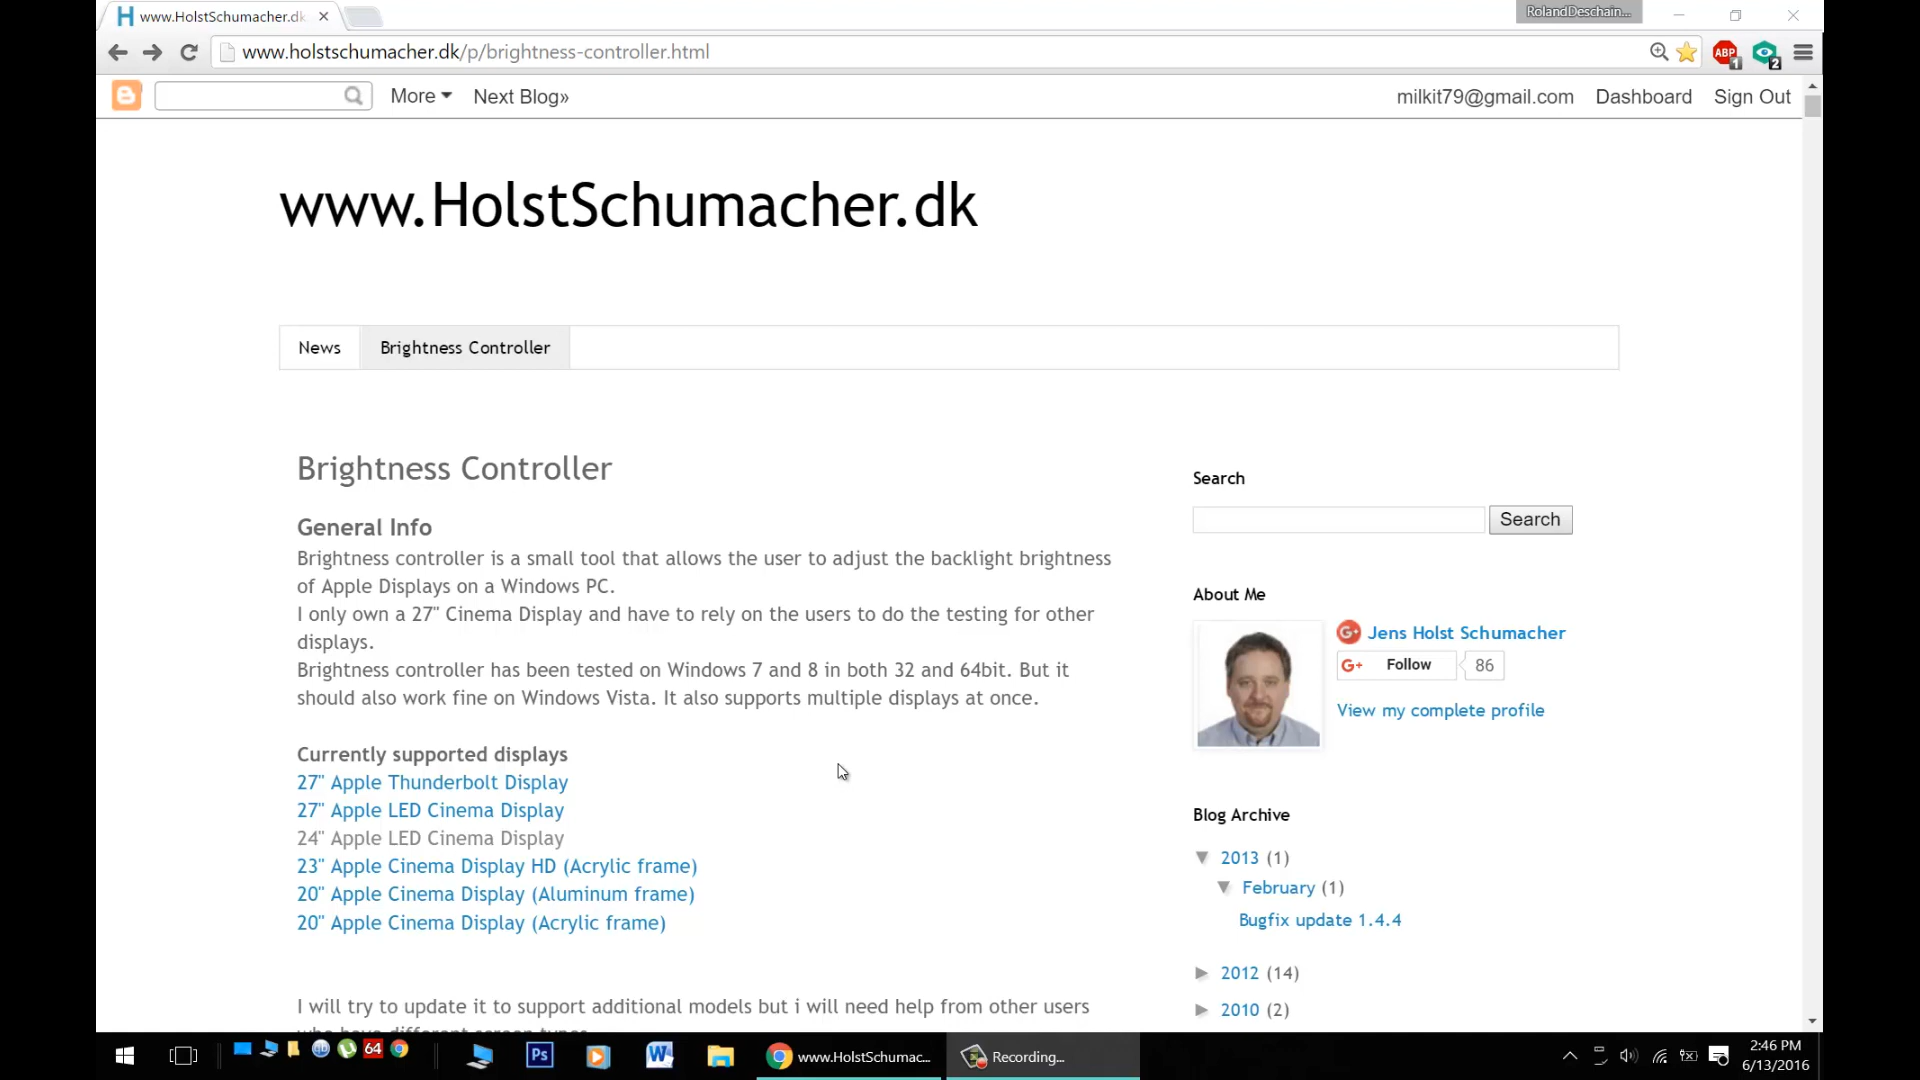 www.HolstSchumacher.dk
RolandDeschain...
www.holstschumacher.dk/p/brightness-controller.html
ABP
1
2
More
Next Blog»
milkit79@gmail.com
Dashboard
Sign Out
www.HolstSchumacher.dk
News
Brightness Controller
Brightness Controller
General Info
Brightness controller is a small tool that allows the user to adjust the backlight brightness
of Apple Displays on a Windows PC.
I only own a 27" Cinema Display and have to rely on the users to do the testing for other
displays.
Brightness controller has been tested on Windows 7 and 8 in both 32 and 64bit. But it
should also work fine on Windows Vista. It also supports multiple displays at once.
Currently supported displays
27" Apple Thunderbolt Display
27" Apple LED Cinema Display
24" Apple LED Cinema Display
23" Apple Cinema Display HD (Acrylic frame)
20" Apple Cinema Display (Aluminum frame)
20" Apple Cinema Display (Acrylic frame)
I will try to update it to support additional models but i will need help from other users
Search
Search
About Me
G+ Jens Holst Schumacher
G+ Follow 86
View my complete profile
Blog Archive
▼ 2013 (1)
▼ February (1)
Bugfix update 1.4.4
► 2012 (14)
► 2010 (2)
64
Ps
W
www.HolstSchumac...
Recording...
2:46 PM
6/13/2016